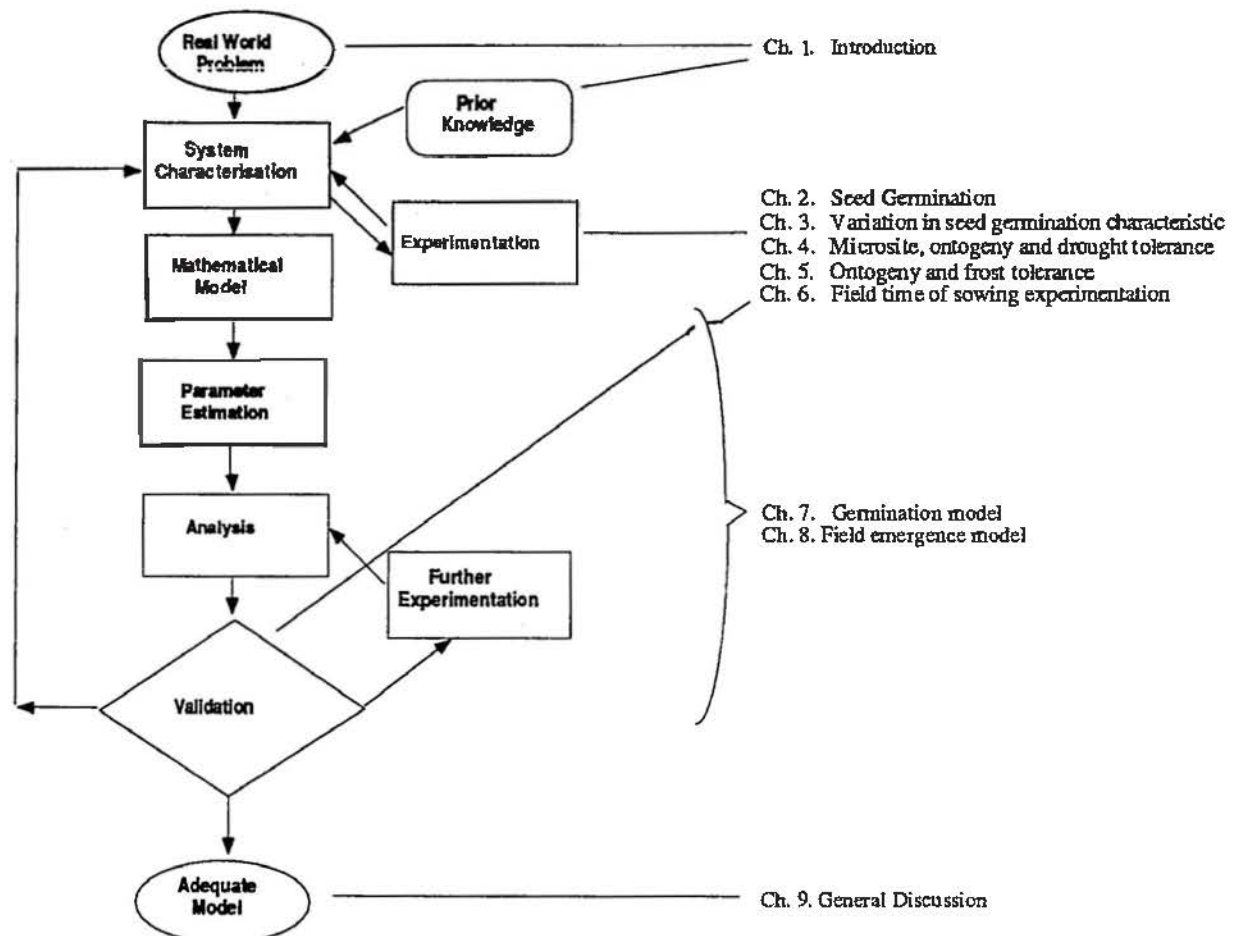 Real World
Problem
Ch. 1. Introduction
Prior
Knowledge
System
Characterisation
Experimentation
Ch. 2. Seed Germination
Ch. 3. Variation in seed germination characteristic
Ch. 4. Microsite, ontogeny and drought tolerance
Ch. 5. Ontogeny and frost tolerance
Ch. 6. Field time of sowing experimentation
Mathematical
Model
Parameter
Estimation
Analysis
Ch. 7. Germination model
Ch. 8. Field emergence model
Further
Experimentation
Validation
Adequate
Model
Ch. 9. General Discussion